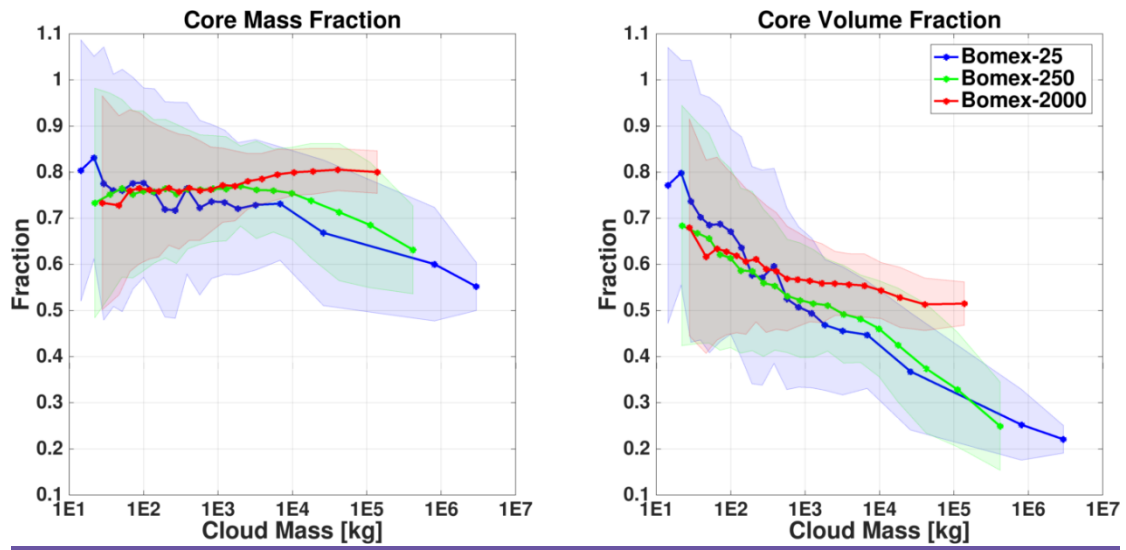 Core Mass Fraction
Fraction
1.1
1
0.9
0.8
0.7
0.6
0.5
0.4
0.3
0.2
0.1
1E1 1E2 1E3 1E4 1E5 1E6 1E7
Cloud Mass [kg]
Core Volume Fraction
Bomex-25
Bomex-250
Bomex-2000
Fraction
1.1
1
0.9
0.8
0.7
0.6
0.5
0.4
0.3
0.2
0.1
1E1 1E2 1E3 1E4 1E5 1E6 1E7
Cloud Mass [kg]